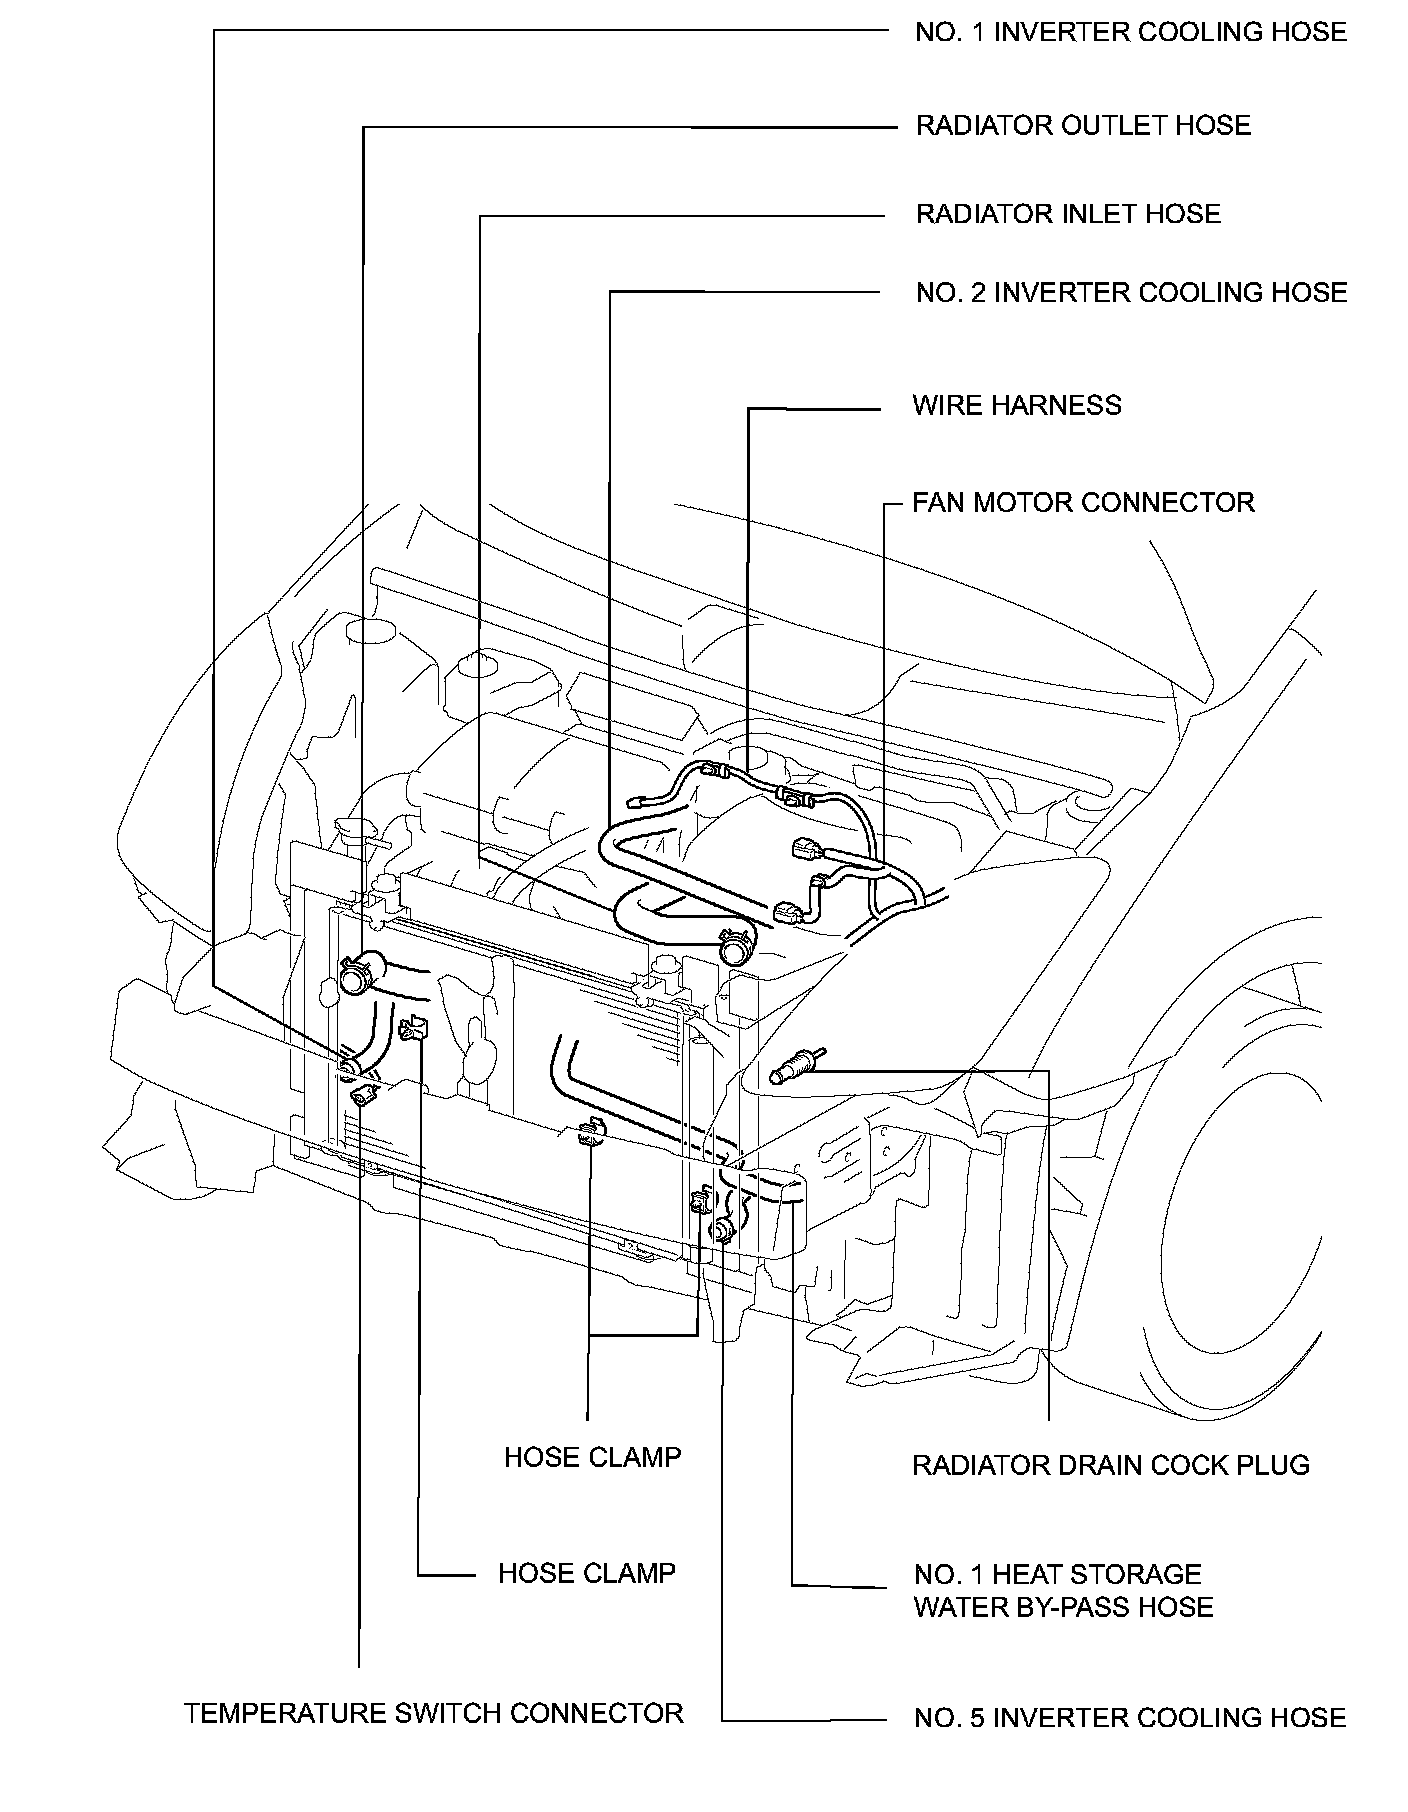 NO. 1 INVERTER COOLING HOSE
RADIATOR OUTLET HOSE
RADIATOR INLET HOSE
NO. 2 INVERTER COOLING HOSE
WIRE HARNESS
FAN MOTOR CONNECTOR
HOSE CLAMP
RADIATOR DRAIN COCK PLUG
HOSE CLAMP
NO. 1 HEAT STORAGE
WATER BY-PASS HOSE
TEMPERATURE SWITCH CONNECTOR
NO. 5 INVERTER COOLING HOSE